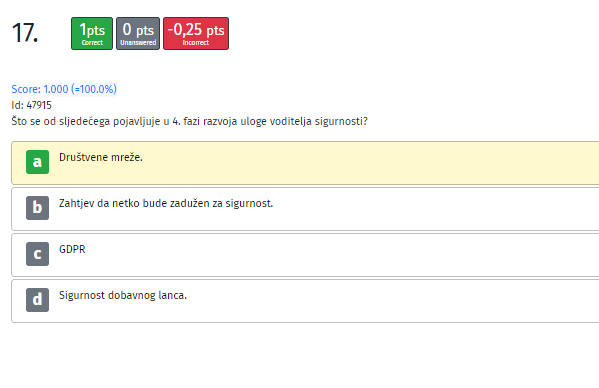 17.
1pts
Correct
0 pts
Unanswered
-0,25 pts
Incorrect
Score: 1.000 (=100.0%)
Id: 47915
Što se od sljedećega pojavljuje u 4. fazi razvoja uloge voditelja sigurnosti?
a Društvene mreže.
b Zahtjev da netko bude zadužen za sigurnost.
c GDPR
d Sigurnost dobavnog lanca.